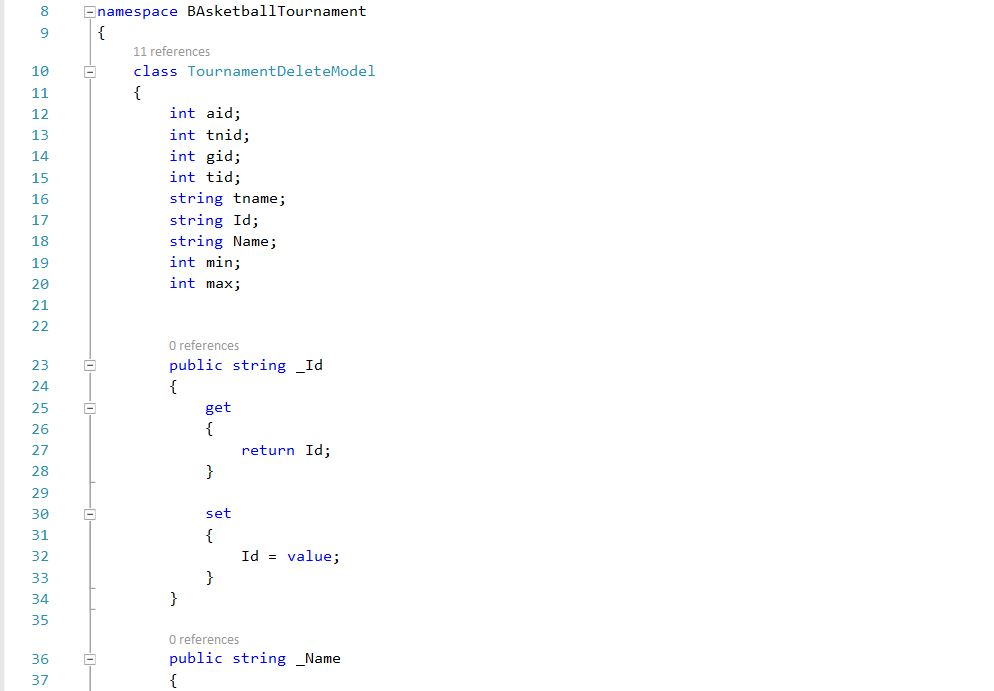 8 namespace BAsketballTournament
9 {
11 references
10 class TournamentDeleteModel
11 {
12 int aid;
13 int tnid;
14 int gid;
15 int tid;
16 string tname;
17 string Id;
18 string Name;
19 int min;
20 int max;
21
22
0 references
23 public string _Id
24 {
25 get
26 {
27 return Id;
28 }
29
30 set
31 {
32 Id = value;
33 }
34 }
35
0 references
36 public string _Name
37 {